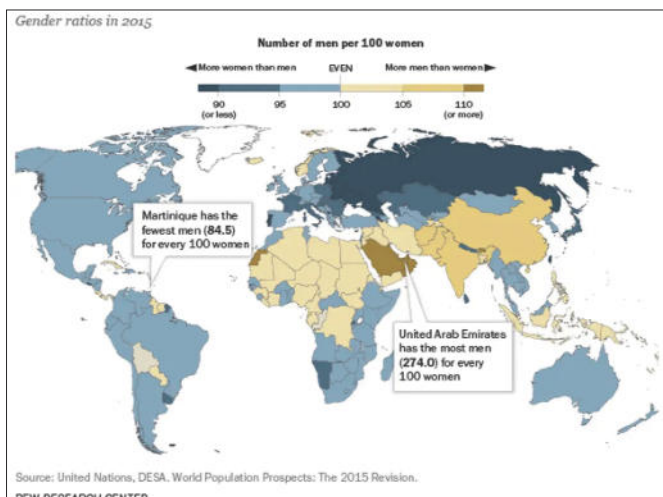 Gender ratios in 2015
Number of men per 100 women
More women than men
EVEN
More men than women
90
(or less)
95
100
105
110
(or more)
Martinique has the
fewest men (84.5)
for every 100 women
United Arab Emirates
has the most men
(274.0) for every
100 women
Source: United Nations, DESA. World Population Prospects: The 2015 Revision.
PEW RESEARCH CENTER